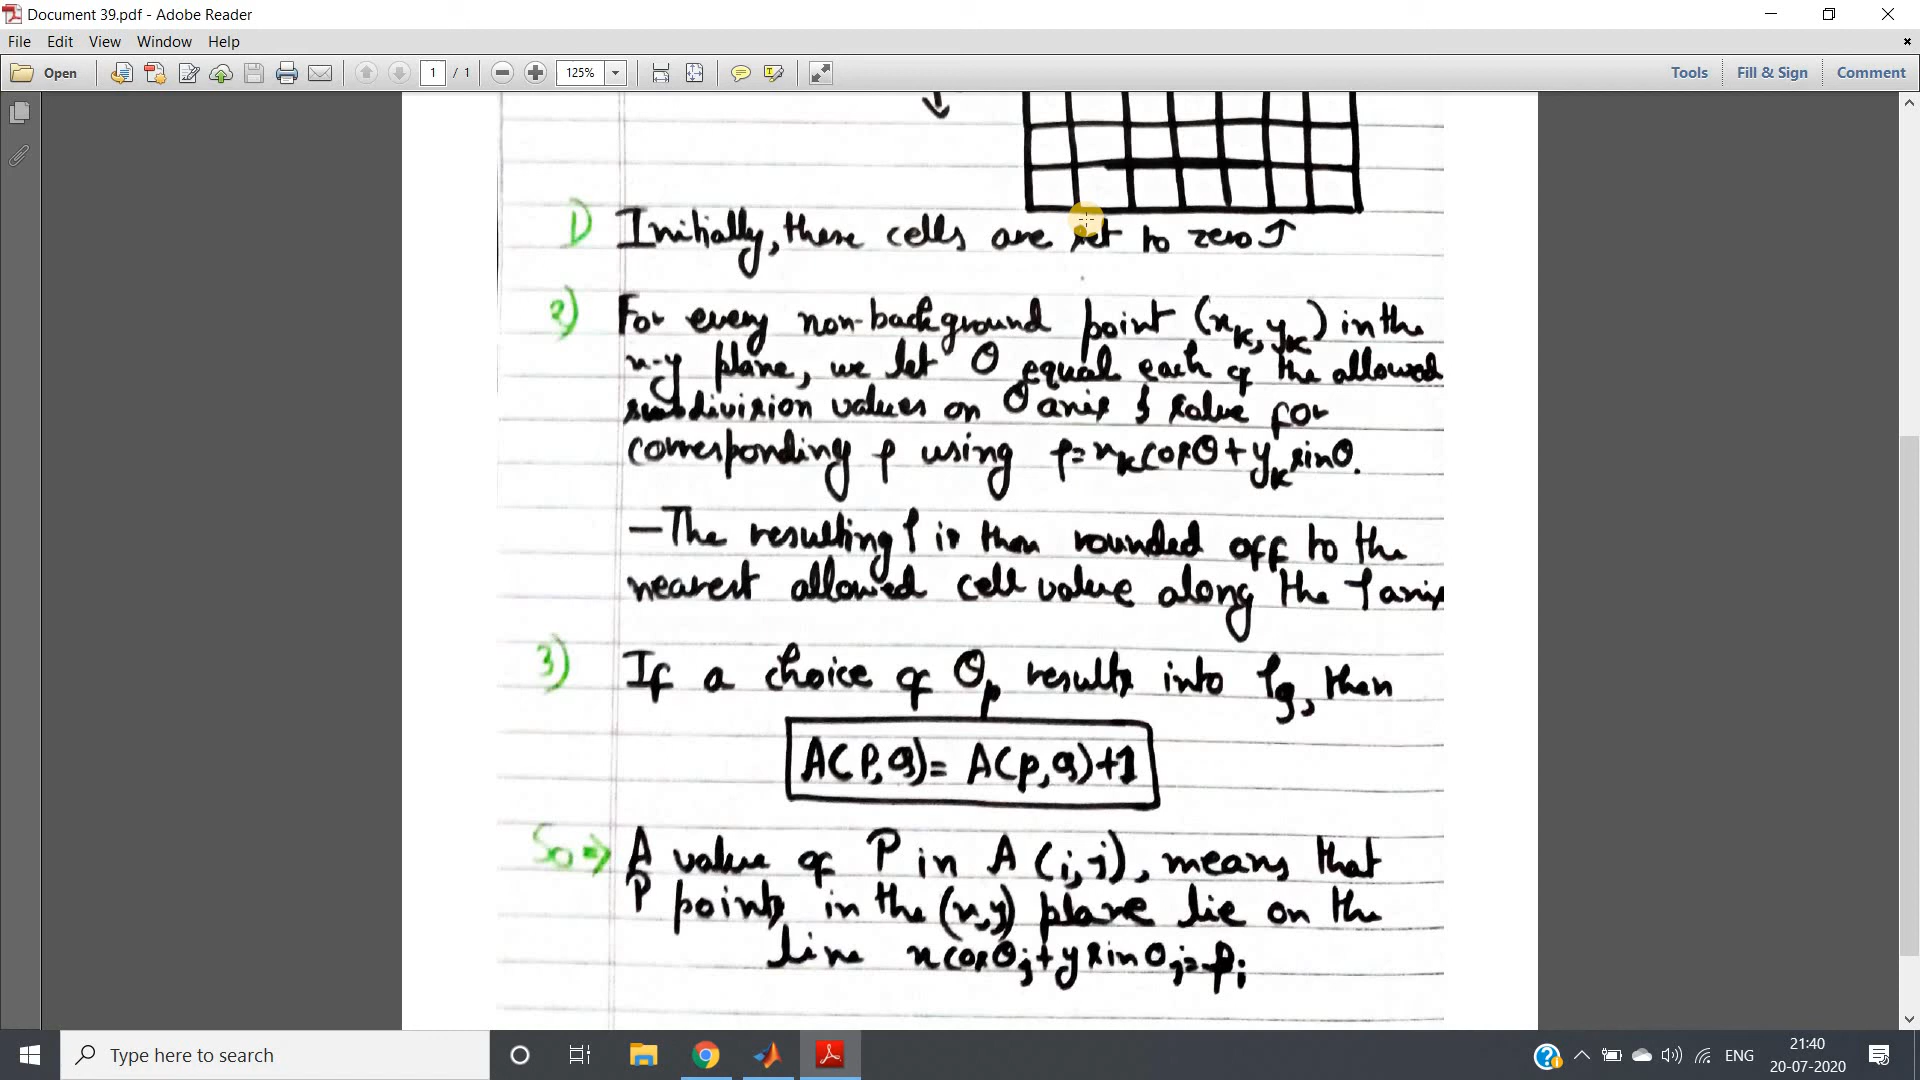 Document 39.pdf - Adobe Reader
File Edit View Window Help
Open 1 / 1 125% Tools Fill & Sign Comment
1) Initially, these cells are set to zero ↑
2) For every non-background point (xk, yk) in the
x-y plane, we let θ equal each of the allowed
subdivision values on θ axis & solve for
corresponding ρ using ρ=xkcosθ+yksinθ.
—The resulting ρ is then rounded off to the
nearest allowed cell value along the ρ axis
3) If a choice of θp results into ρq, then
A(P,Q)= A(p,q)+1
So ⇒ A value of P in A (i,j), means that
P points in the (x,y) plane lie on the
line xcosθj+ysinθj=ρi
Type here to search
ENG
21:40
20-07-2020